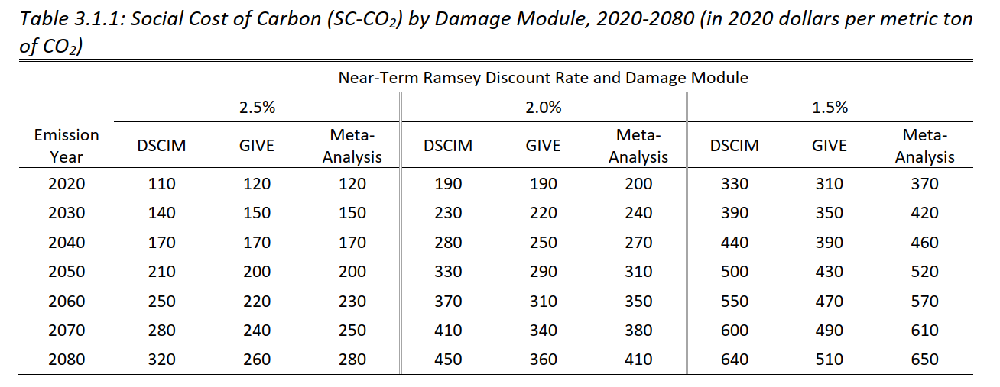 Table 3.1.1: Social Cost of Carbon (SC-CO₂) by Damage Module, 2020-2080 (in 2020 dollars per metric ton
of CO₂)
Near-Term Ramsey Discount Rate and Damage Module
2.5% 2.0% 1.5%
Emission Year DSCIM GIVE Meta-Analysis DSCIM GIVE Meta-Analysis DSCIM GIVE Meta-Analysis
2020 110 120 120 190 190 200 330 310 370
2030 140 150 150 230 220 240 390 350 420
2040 170 170 170 280 250 270 440 390 460
2050 210 200 200 330 290 310 500 430 520
2060 250 220 230 370 310 350 550 470 570
2070 280 240 250 410 340 380 600 490 610
2080 320 260 280 450 360 410 640 510 650